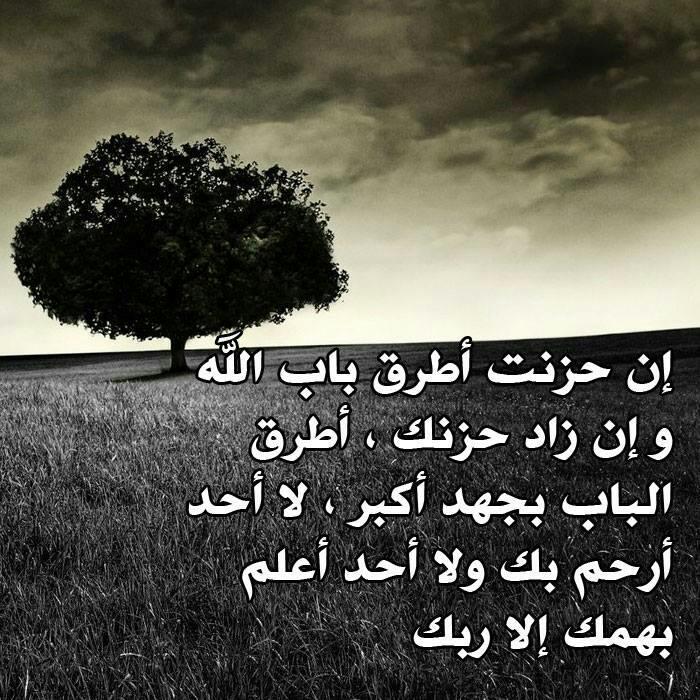 إن حزنت أطرق باب اللَّه
و إن زاد حزنك ، أطرق
الباب بجهد أكبر ، لا أحد
أرحم بك ولا أحد أعلم
بهمك إلا ربك